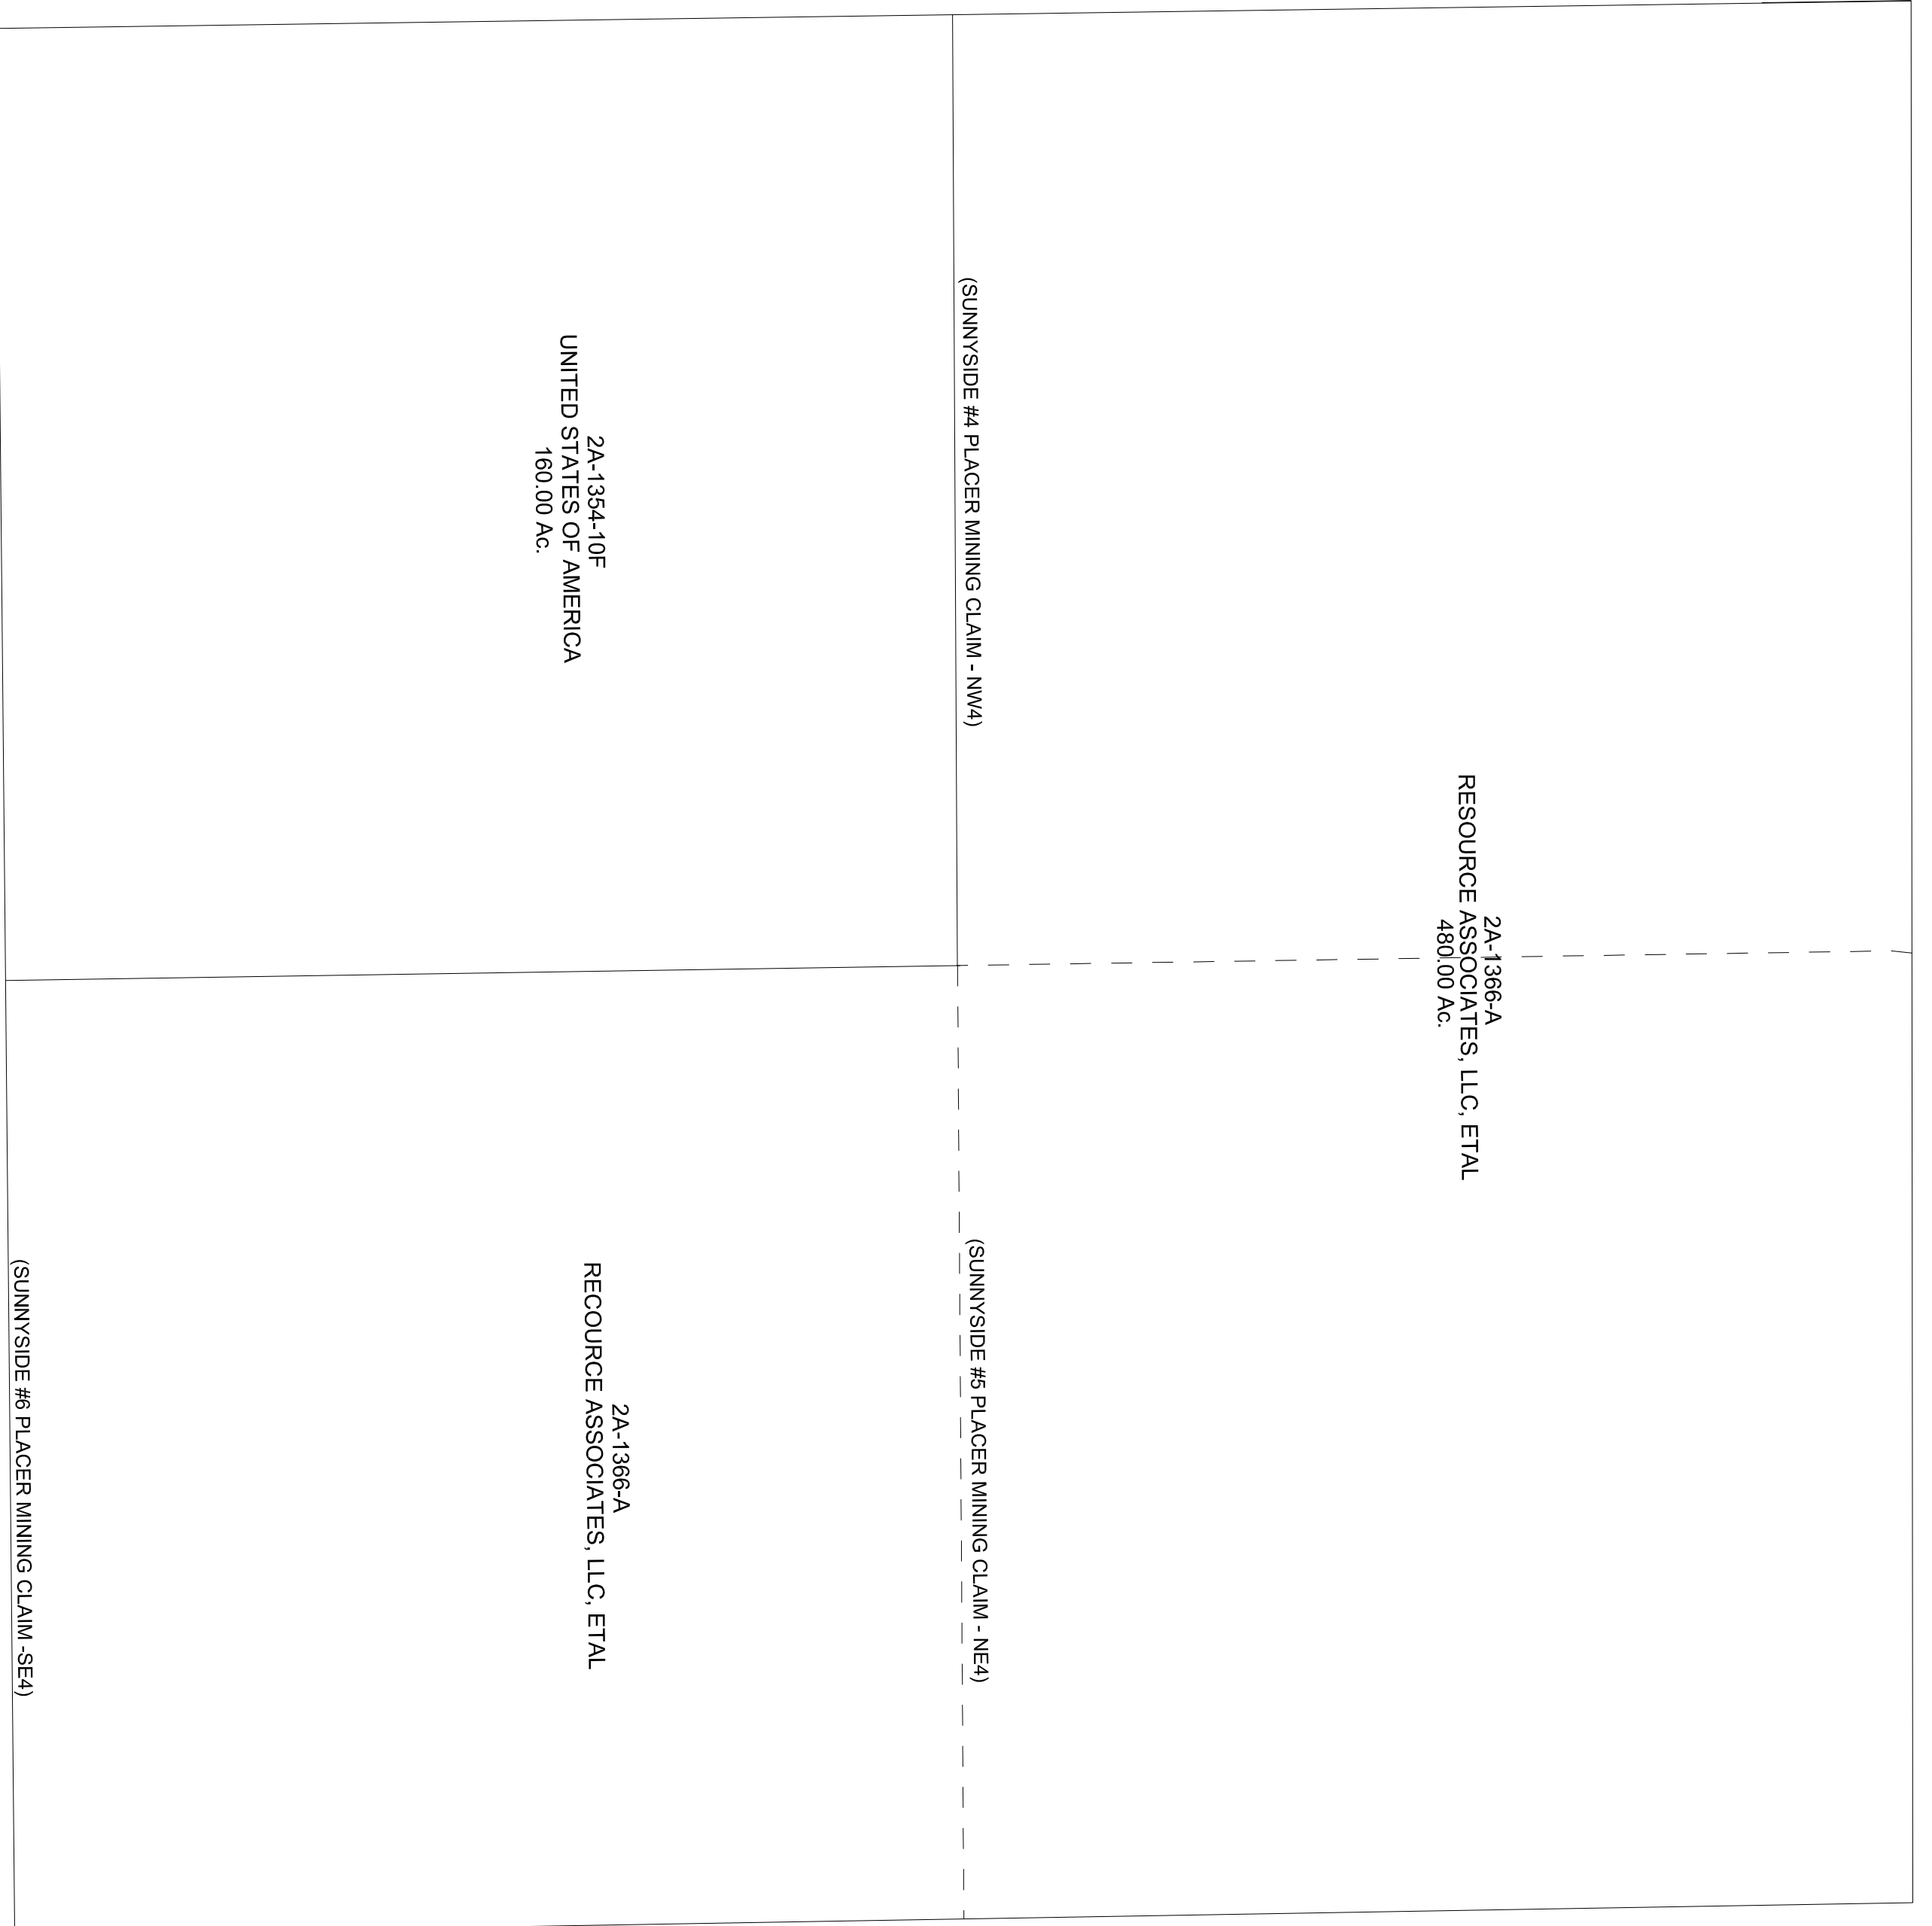 2A-1366-A
RESOURCE ASSOCIATES, LLC, ETAL
480.00 Ac.
(SUNNYSIDE #4 PLACER MINING CLAIM - NW4)
(SUNNYSIDE #5 PLACER MINING CLAIM - NE4)
2A-1354-10F
UNITED STATES OF AMERICA
160.00 Ac.
2A-1366-A
RECOURCE ASSOCIATES, LLC, ETAL
(SUNNYSIDE #6 PLACER MINING CLAIM -SE4)